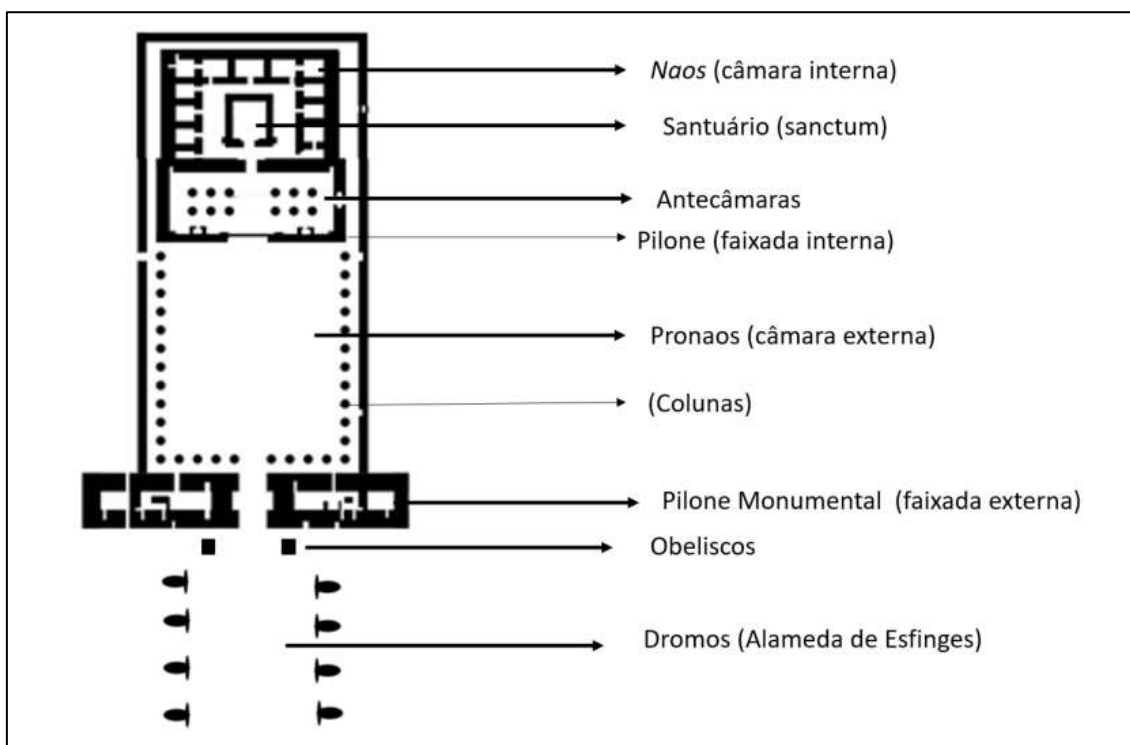 Naos (câmara interna)
Santuário (sanctum)
Antecâmaras
Pilone (faixada interna)
Pronaos (câmara externa)
(Colunas)
Pilone Monumental (faixada externa)
Obeliscos
Dromos (Alameda de Esfinges)